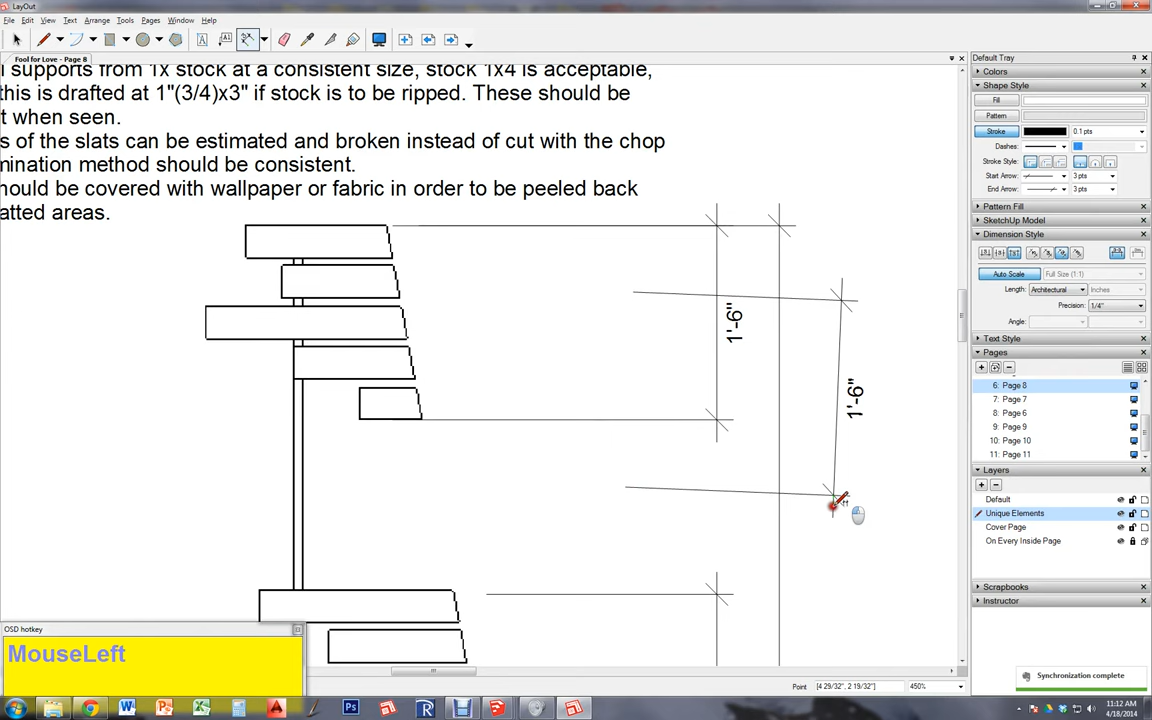 LayOut
File Edit View Text Arrange Tools Pages Window Help
Fool for Love - Page 8
l supports from 1x stock at a consistent size, stock 1x4 is acceptable,
this is drafted at 1"(3/4)x3" if stock is to be ripped. These should be
t when seen.
s of the slats can be estimated and broken instead of cut with the chop
mination method should be consistent.
hould be covered with wallpaper or fabric in order to be peeled back
atted areas.
1'-6"
1'-6"
Default Tray
Colors
Shape Style
Fill
Pattern
Stroke 0.1 pts
Dashes:
Stroke Style:
Start Arrow: 3 pts
End Arrow: 3 pts
Pattern Fill
SketchUp Model
Dimension Style
Auto Scale Full Size (1:1)
Length: Architectural Inches
Precision: 1/4"
Angle:
Text Style
Pages
6: Page 8
7: Page 7
8: Page 6
9: Page 9
10: Page 10
11: Page 11
Layers
Default
Unique Elements
Cover Page
On Every Inside Page
Scrapbooks
Instructor
Synchronization complete
OSD hotkey
MouseLeft
Point [4 29/32", 2 19/32"] 450%
11:12 AM
4/18/2014